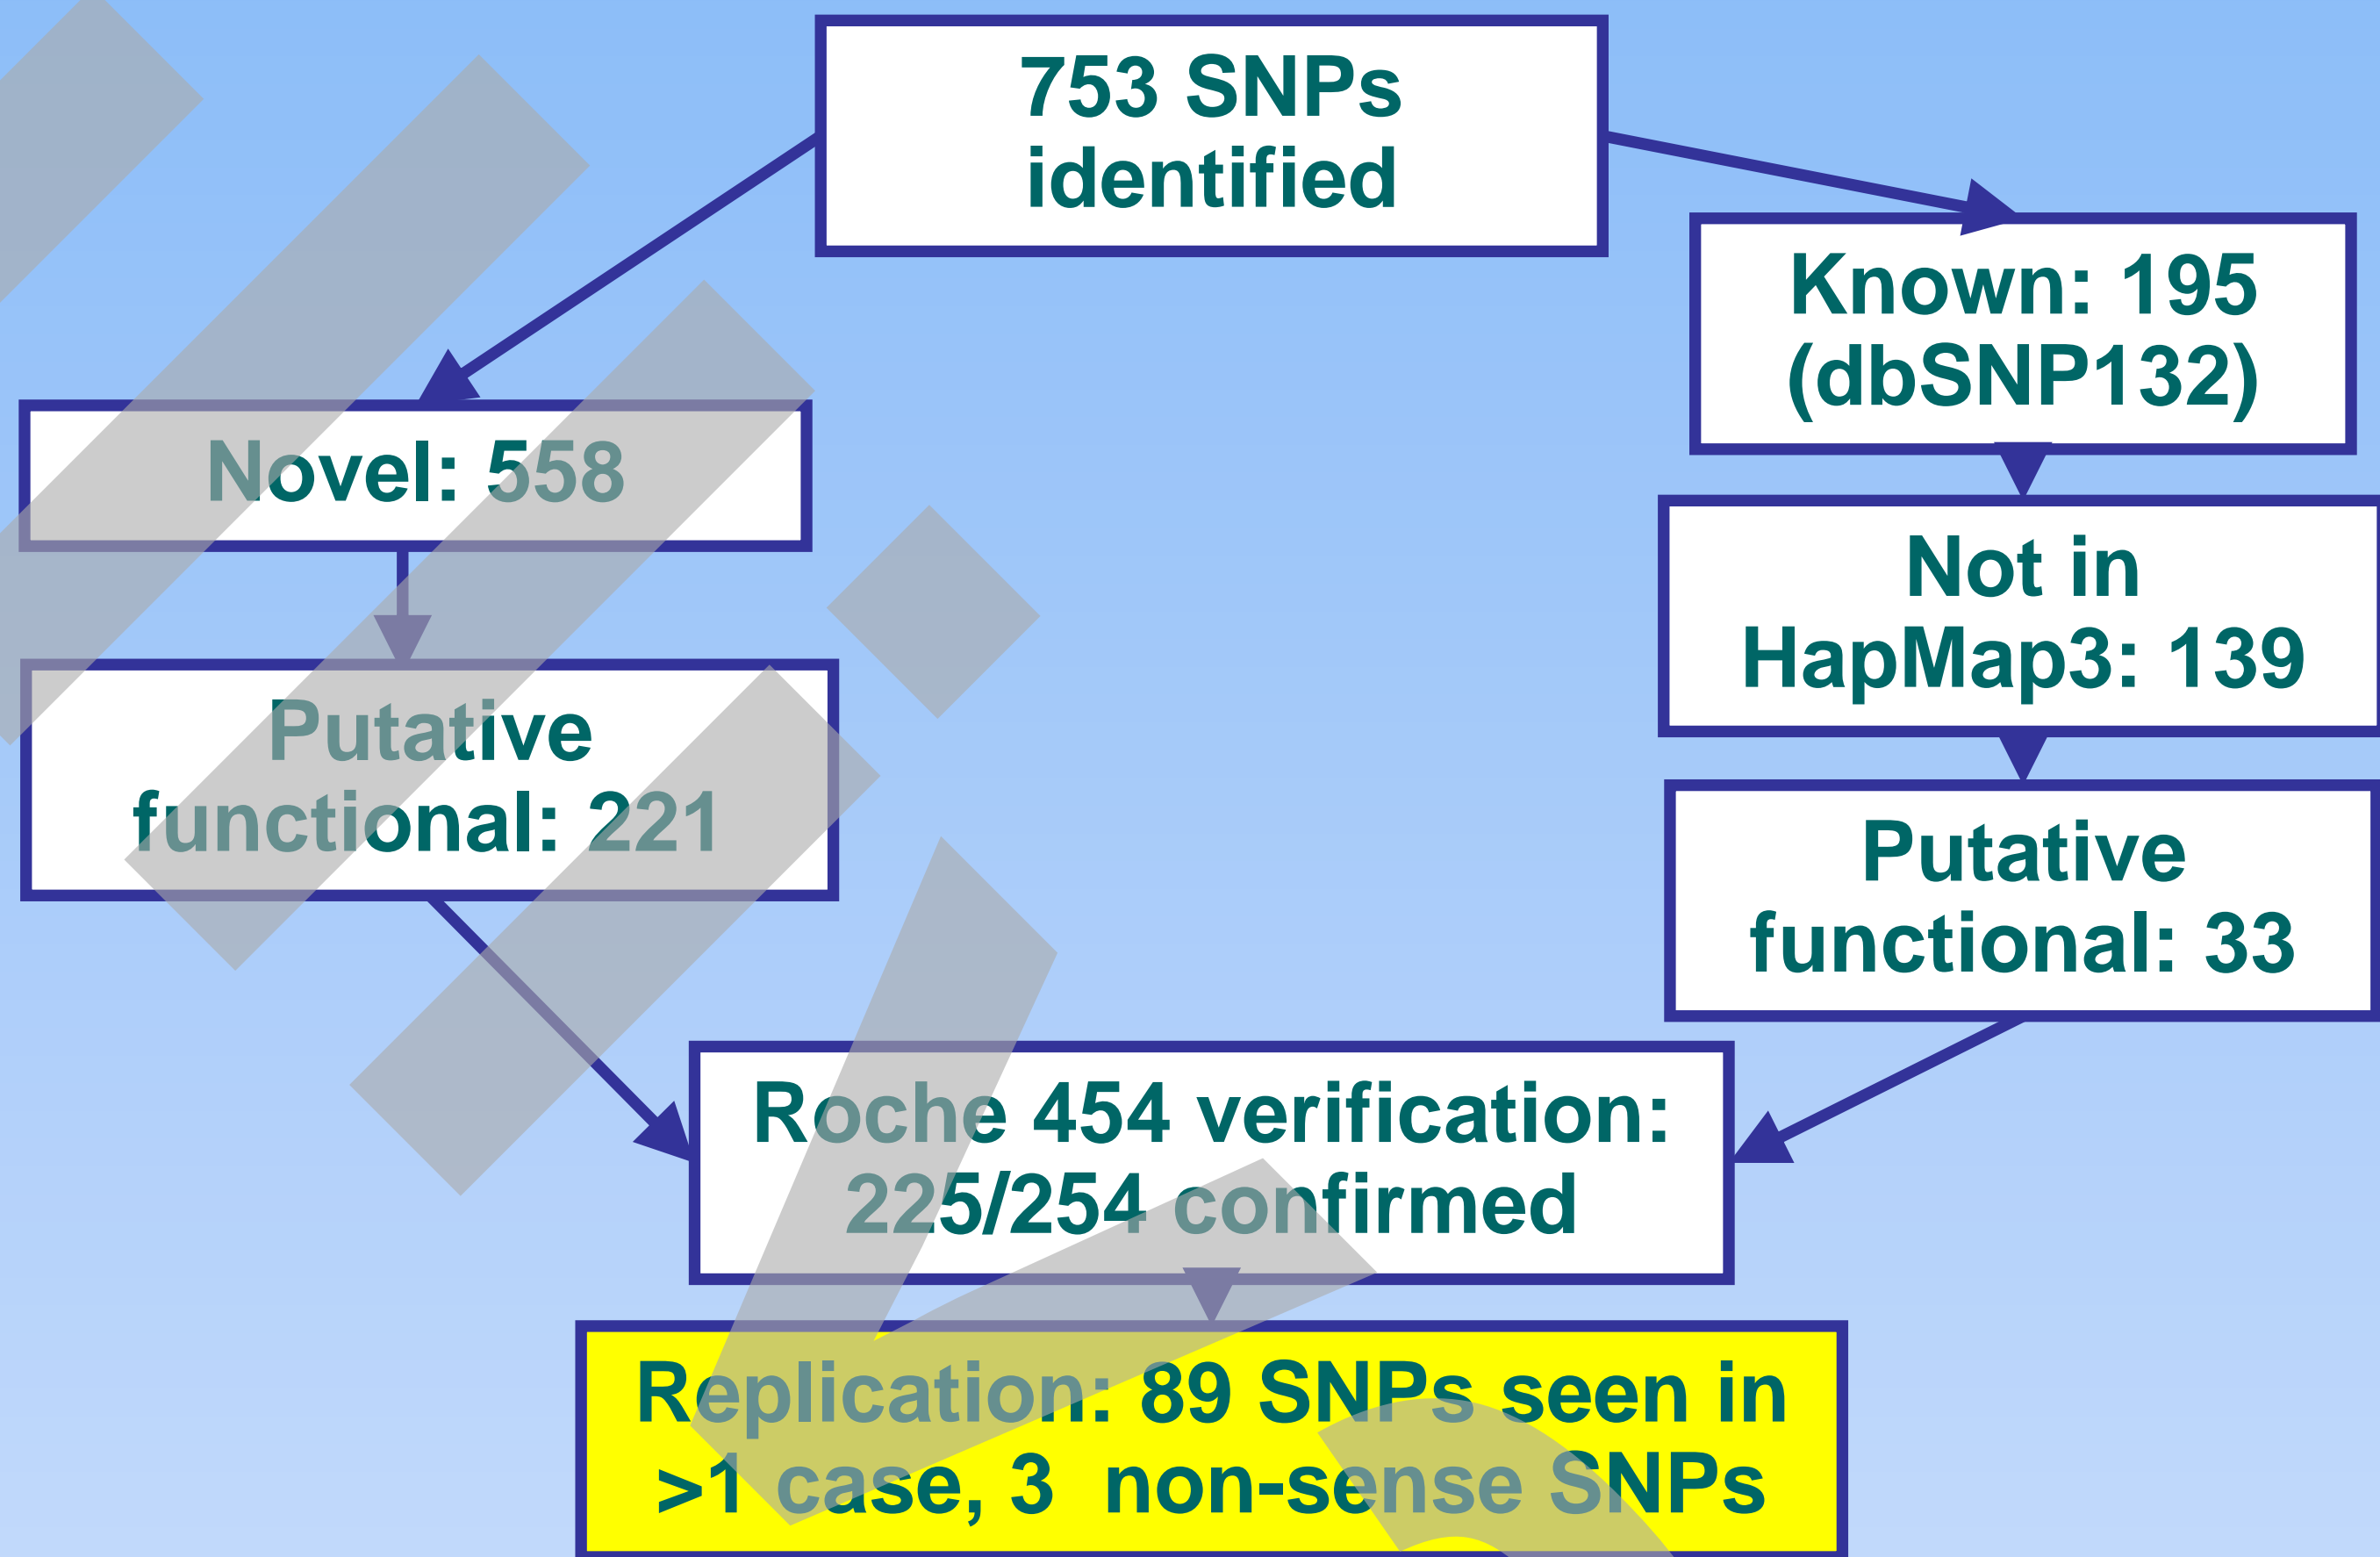 753 SNPs
identified
Known: 195
(dbSNP132)
Novel: 558
Not in
HapMap3: 139
Putative
functional: 221
Putative
functional: 33
Roche 454 verification:
225/254 confirmed
Replication: 89 SNPs seen in
>1 case, 3 non-sense SNPs